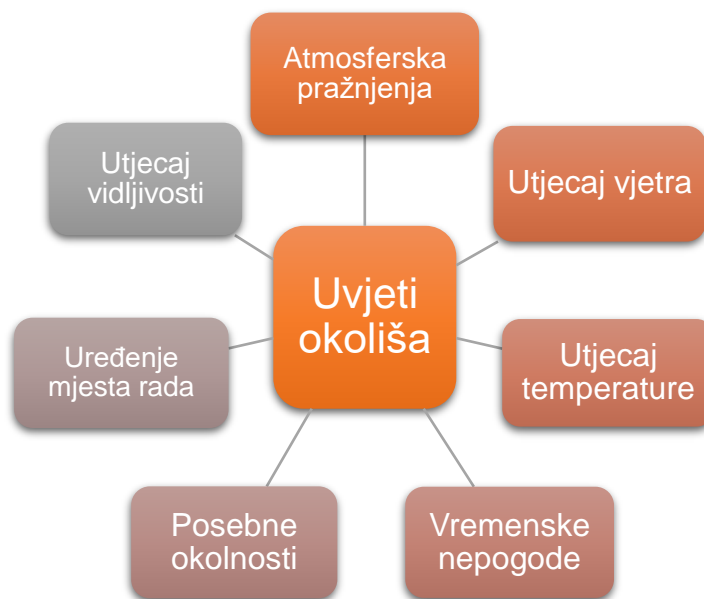 Atmosferska
pražnjenja
Utjecaj
vidljivosti
Utjecaj vjetra
Uvjeti
okoliša
Uređenje
mjesta rada
Utjecaj
temperature
Posebne
okolnosti
Vremenske
nepogode